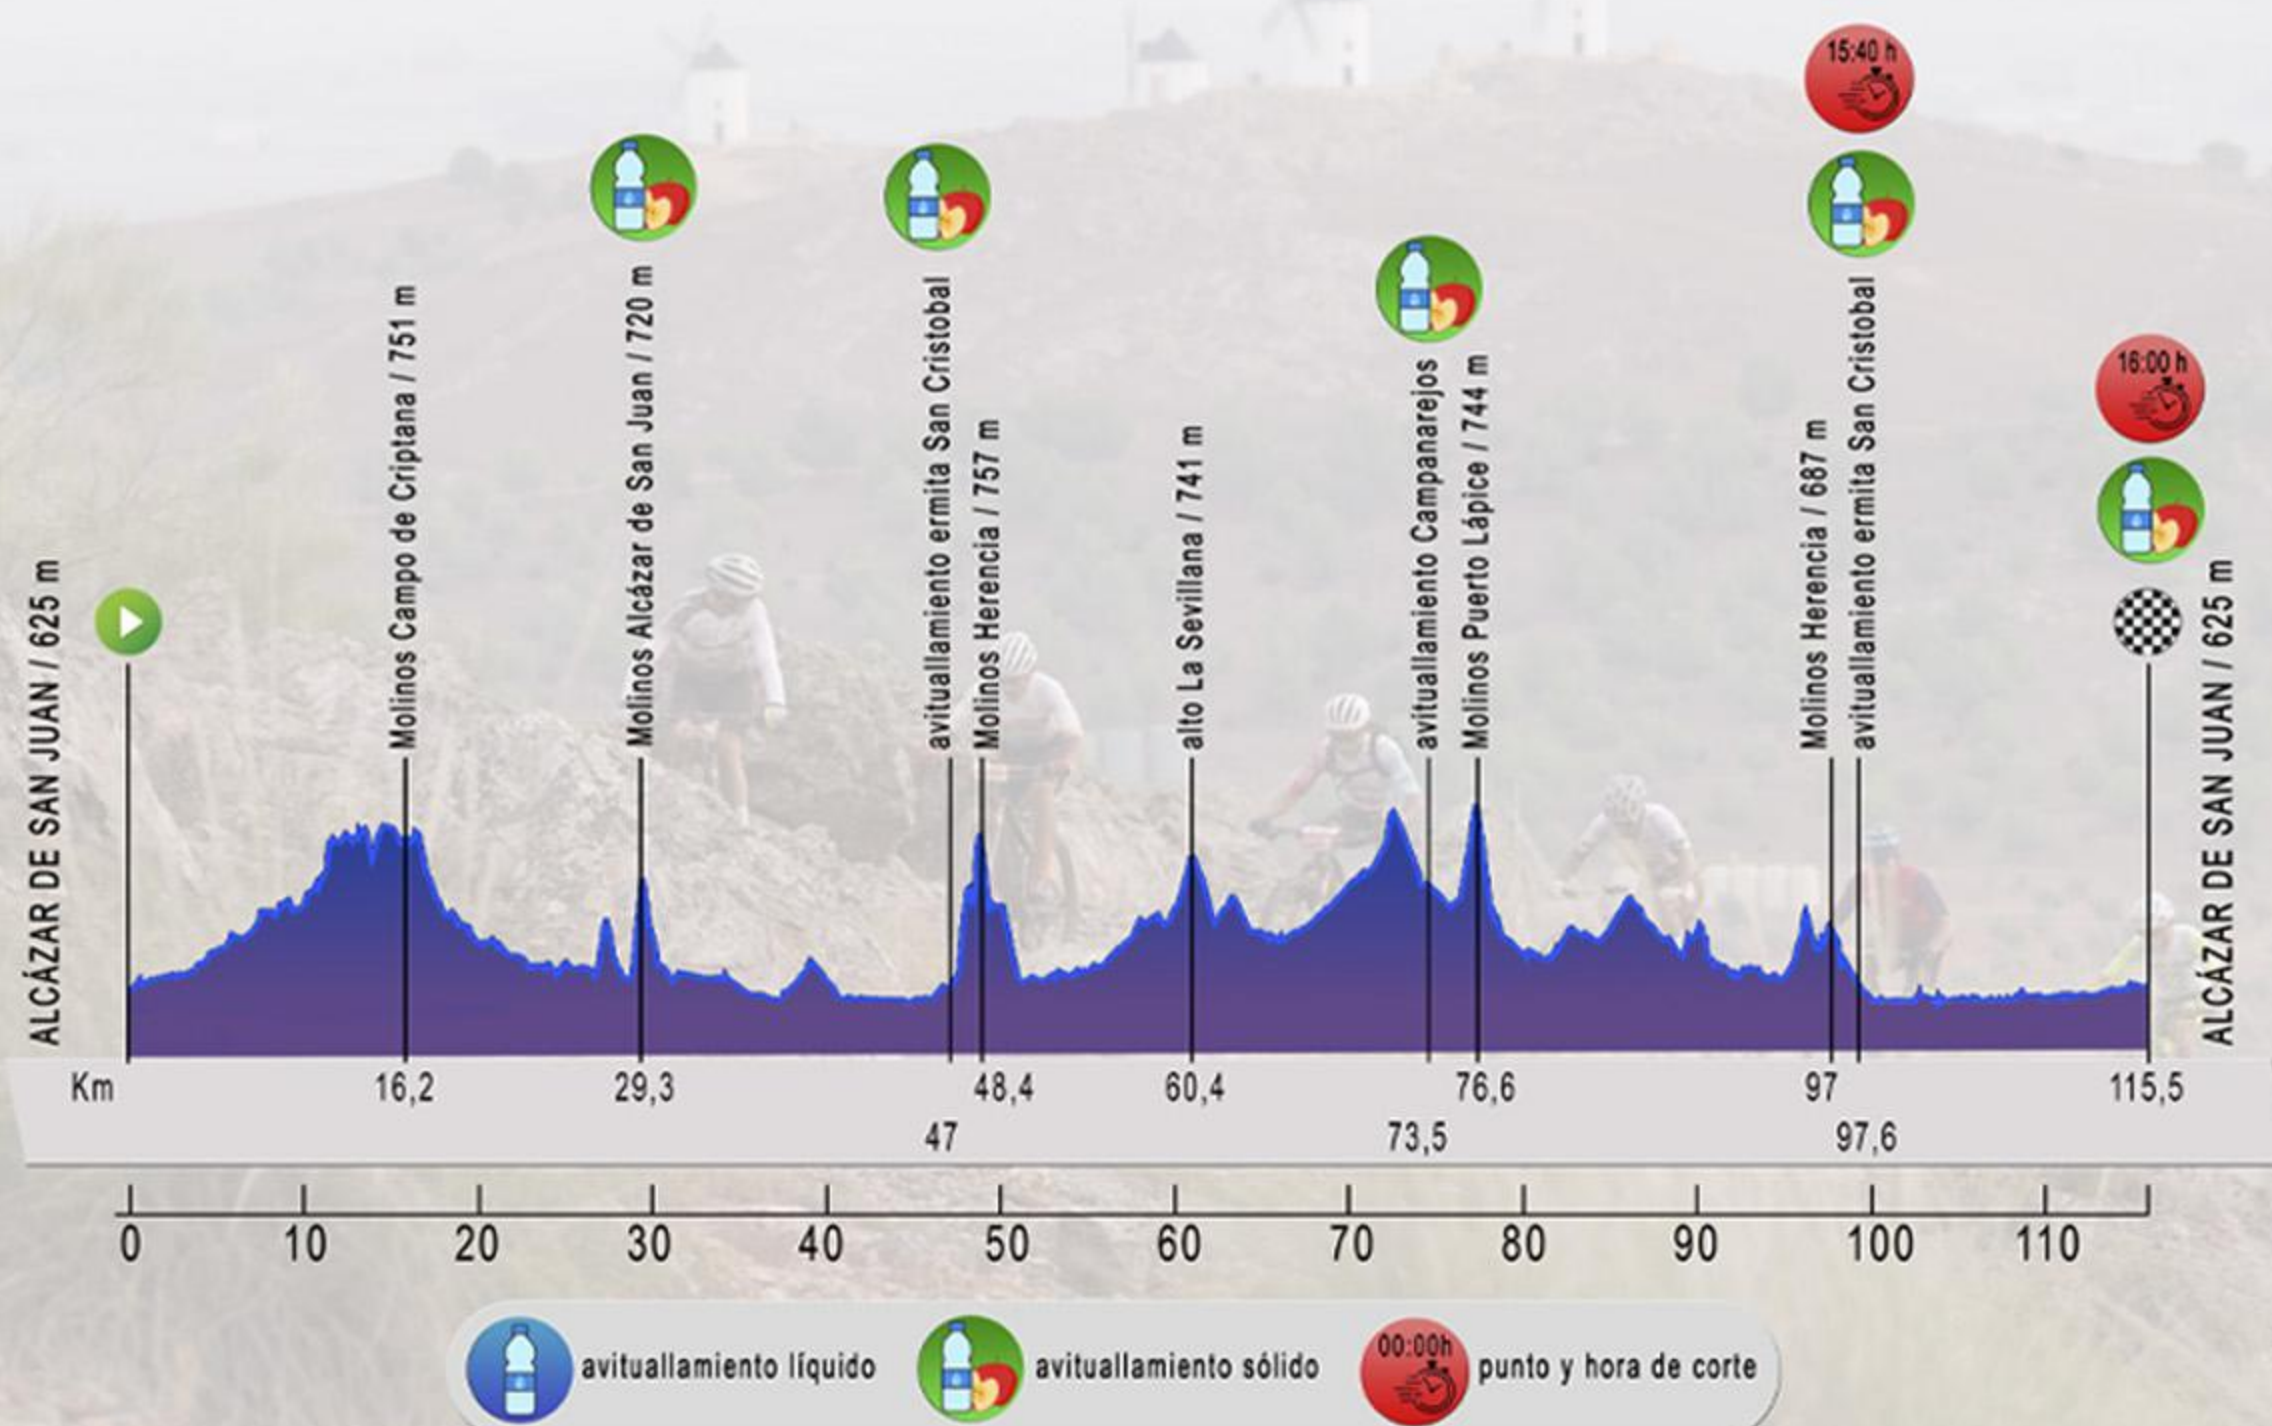 15:40 h
16:00 h
ALCÁZAR DE SAN JUAN / 625 m
Molinos Campo de Criptana / 751 m
Molinos Alcázar de San Juan / 720 m
avituallamiento ermita San Cristobal
Molinos Herencia / 757 m
alto La Sevillana / 741 m
avituallamiento Campanarejos
Molinos Puerto Lápice / 744 m
Molinos Herencia / 687 m
avituallamiento ermita San Cristobal
ALCÁZAR DE SAN JUAN / 625 m
Km 16,2 29,3 48,4 60,4 76,6 97 115,5
47 73,5 97,6
0 10 20 30 40 50 60 70 80 90 100 110
avituallamiento líquido avituallamiento sólido 00:00h punto y hora de corte